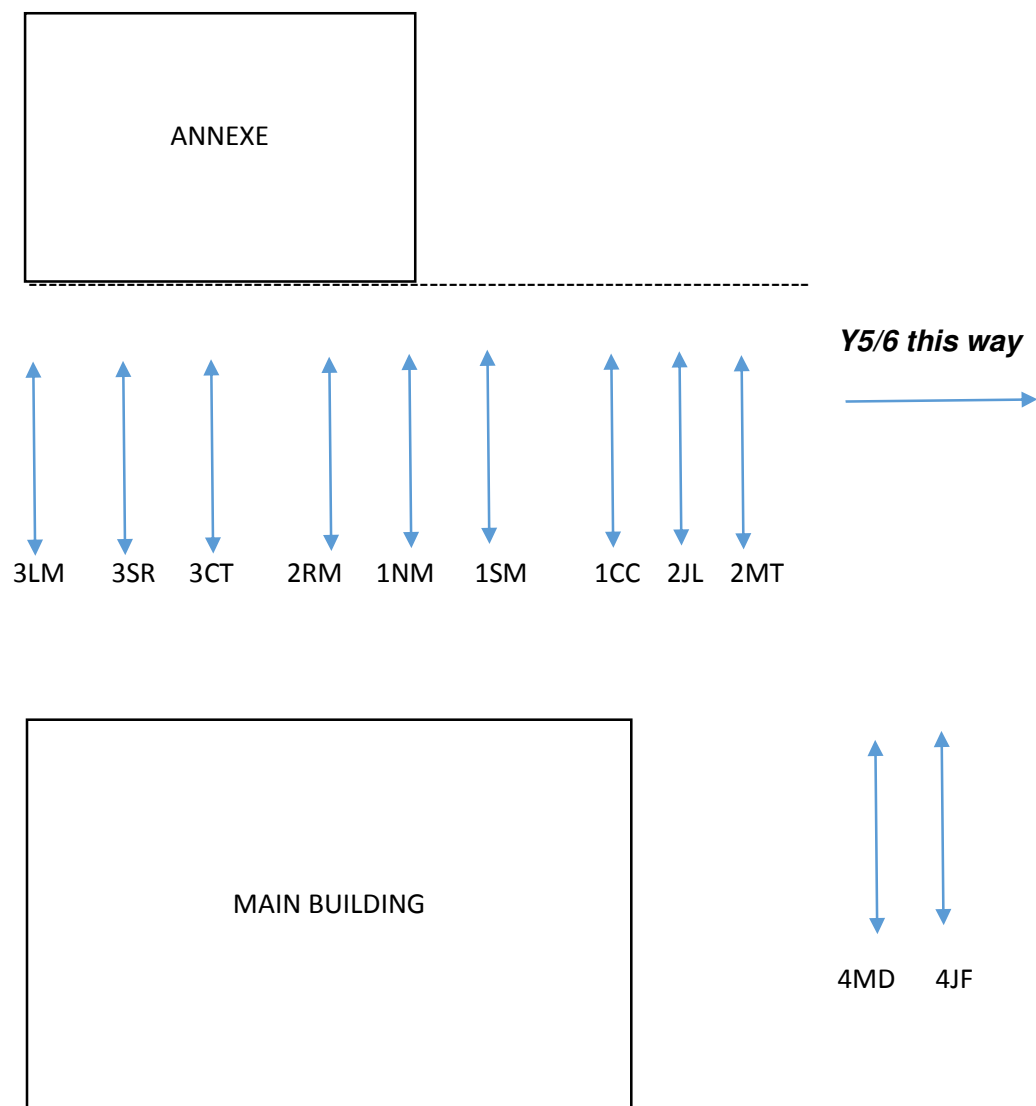 ANNEXE
Y5/6 this way
3LM 3SR 3CT 2RM 1NM 1SM 1CC 2JL 2MT
MAIN BUILDING
4MD 4JF